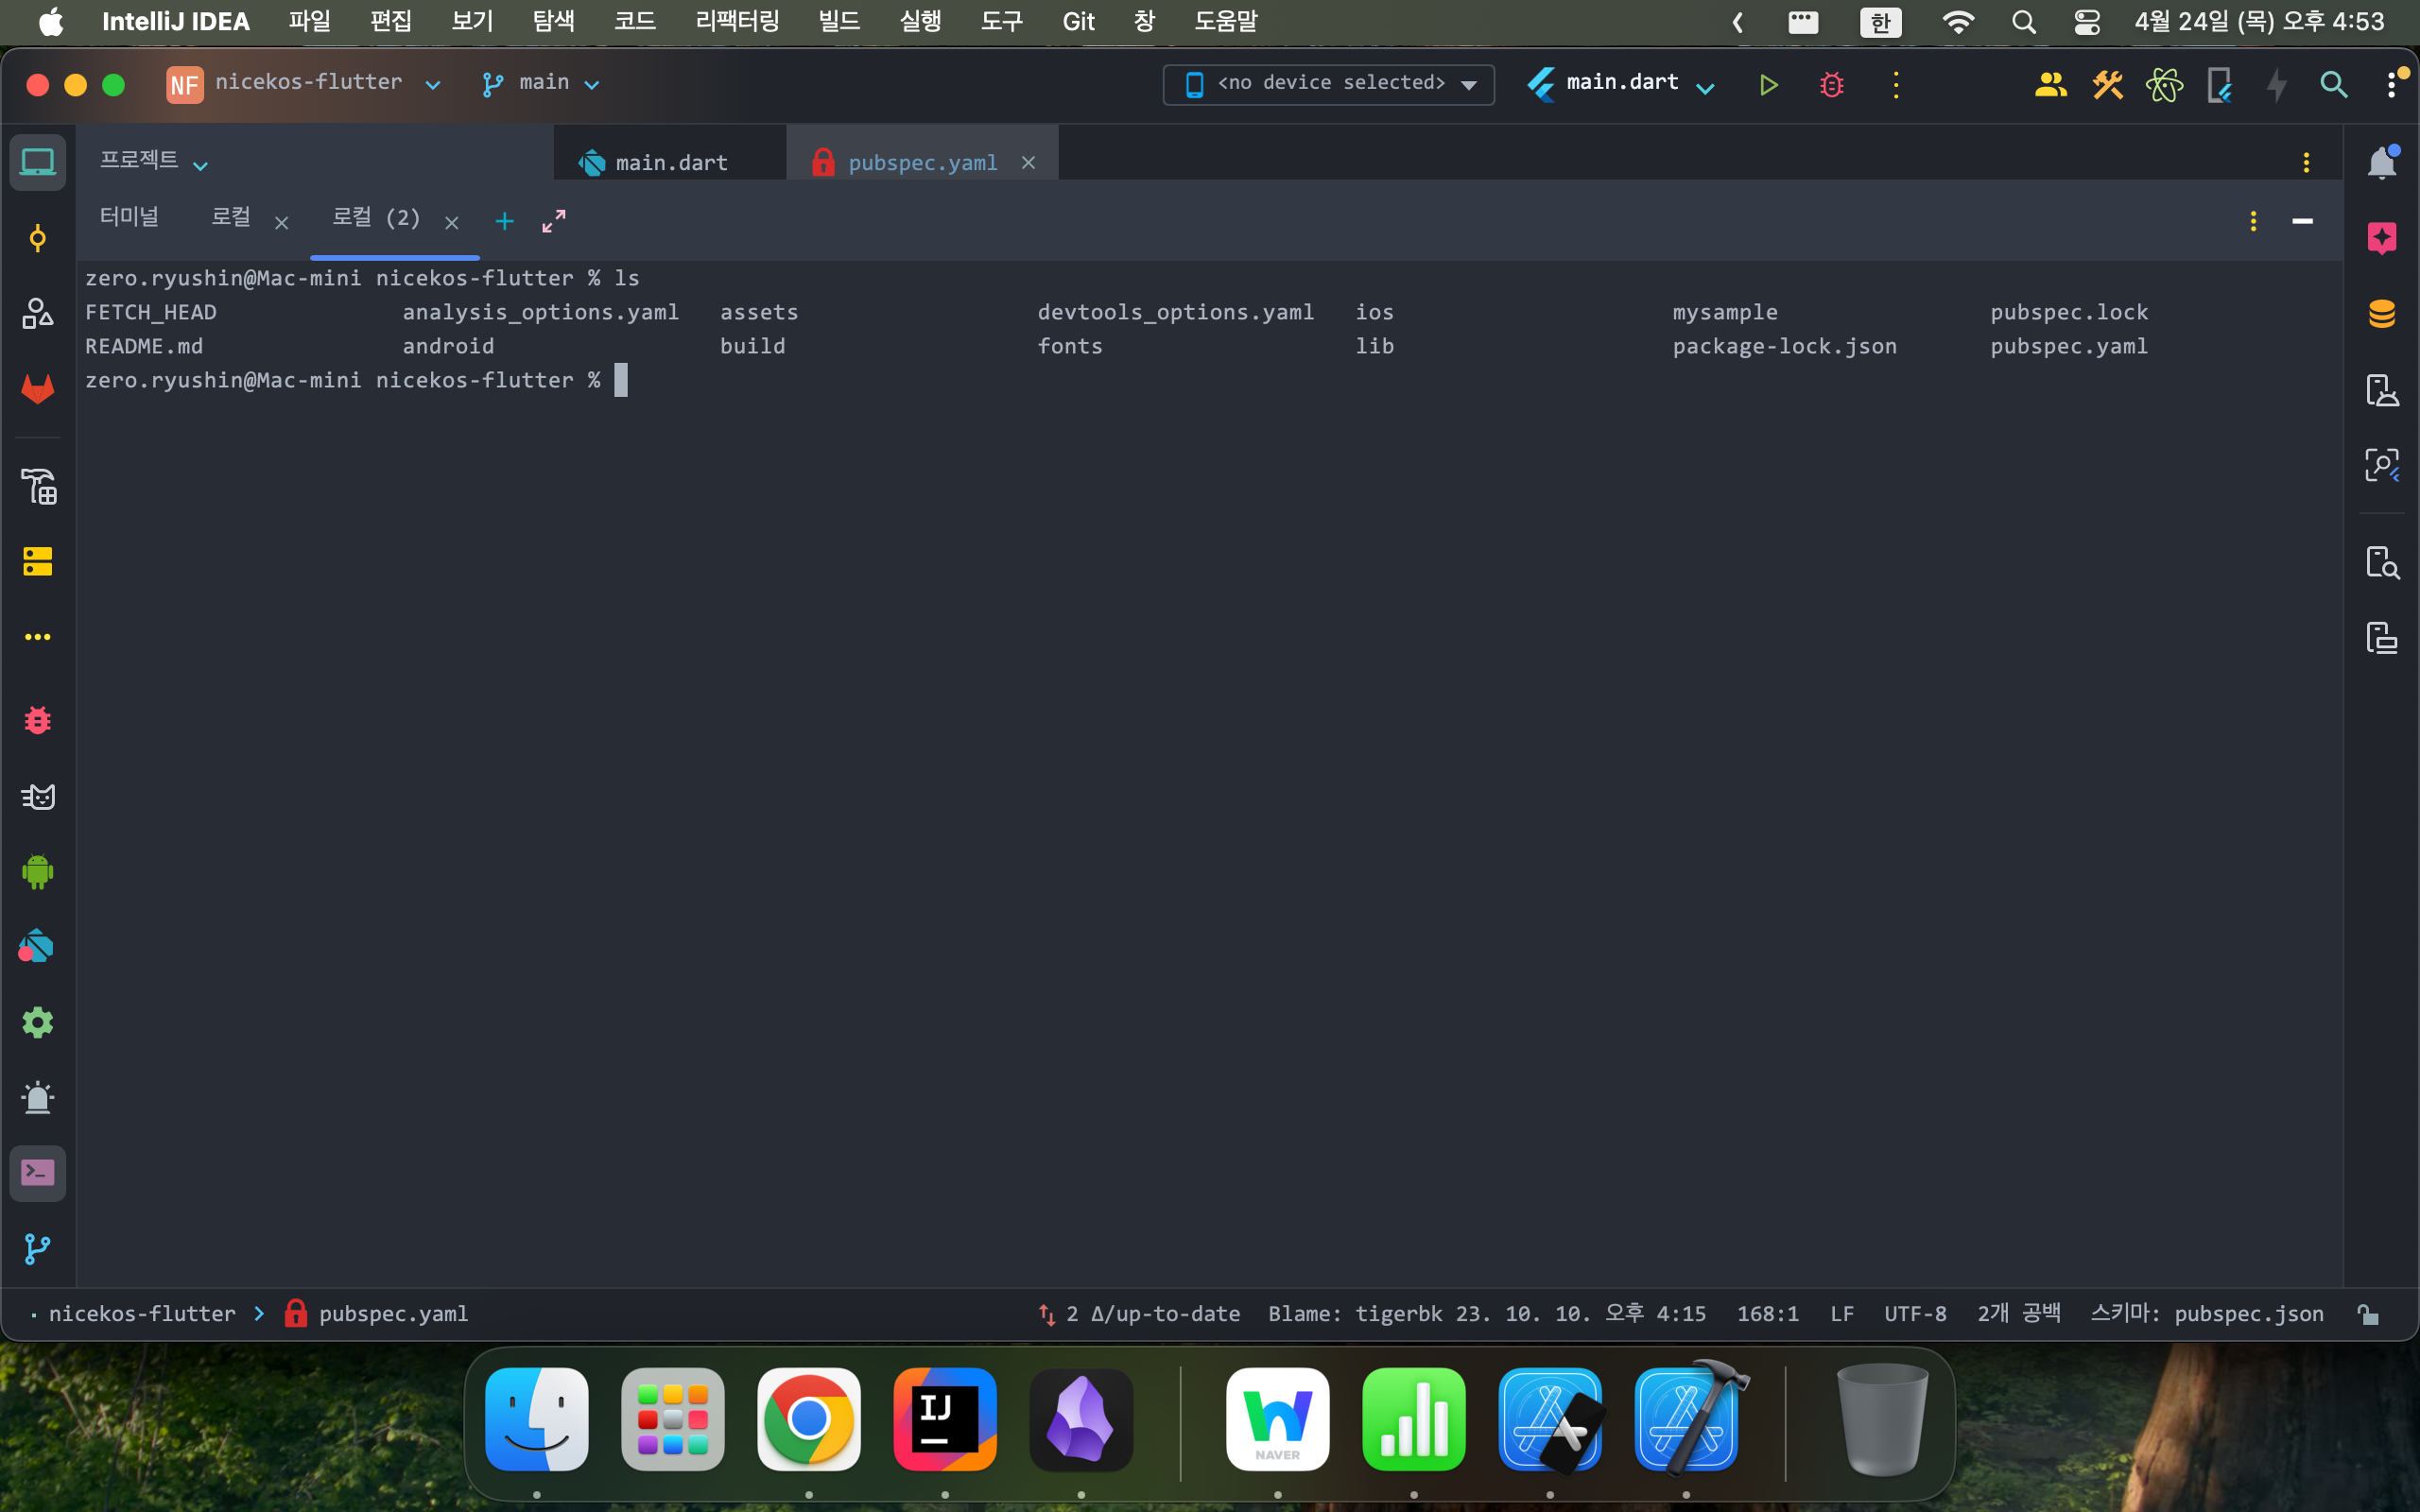 IntelliJ IDEA 파일 편집 보기 탐색 코드 리팩터링 빌드 실행 도구 Git 창 도움말 한 4월 24일 (목) 오후 4:53
NF nicekos-flutter main <no device selected> main.dart
프로젝트 main.dart pubspec.yaml
터미널 로컬 로컬 (2)
zero.ryushin@Mac-mini nicekos-flutter % ls
FETCH_HEAD analysis_options.yaml assets devtools_options.yaml ios mysample pubspec.lock
README.md android build fonts lib package-lock.json pubspec.yaml
zero.ryushin@Mac-mini nicekos-flutter %
nicekos-flutter pubspec.yaml 2 Δ/up-to-date Blame: tigerbk 23. 10. 10. 오후 4:15 168:1 LF UTF-8 2개 공백 스키마: pubspec.json
IJ
NAVER